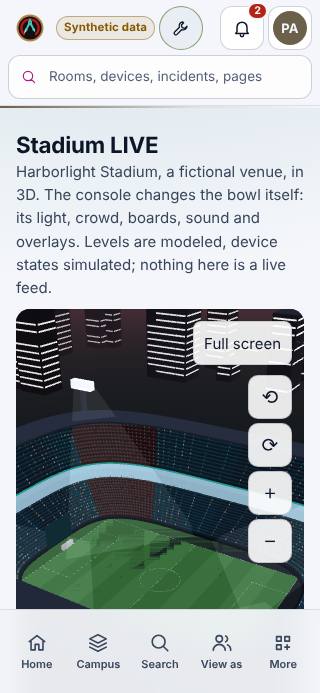 Synthetic data
2
PA
Rooms, devices, incidents, pages
Stadium LIVE
Harborlight Stadium, a fictional venue, in
3D. The console changes the bowl itself:
its light, crowd, boards, sound and
overlays. Levels are modeled, device
states simulated; nothing here is a live
feed.
Full screen
Home
Campus
Search
View as
More